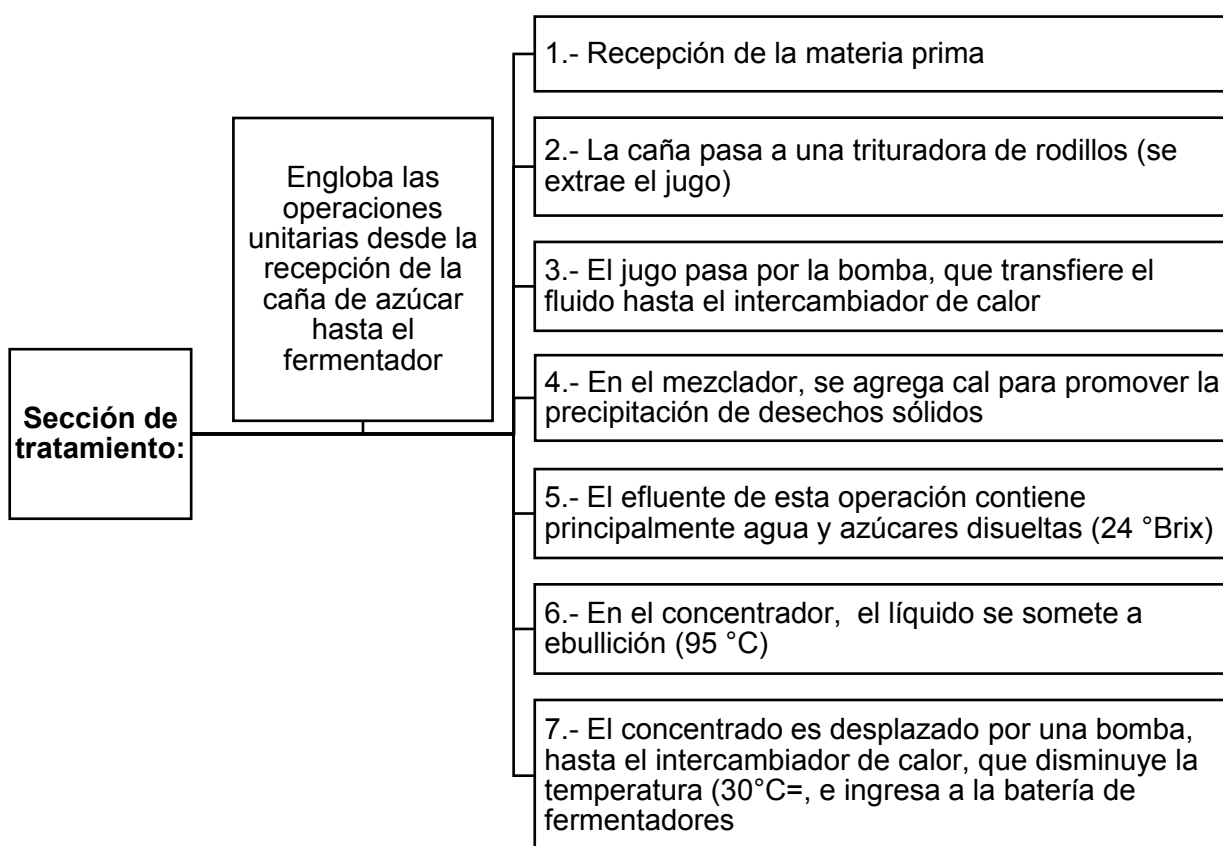 Sección de
tratamiento:
Engloba las
operaciones
unitarias desde la
recepción de la
caña de azúcar
hasta el
fermentador
1.- Recepción de la materia prima
2.- La caña pasa a una trituradora de rodillos (se
extrae el jugo)
3.- El jugo pasa por la bomba, que transfiere el
fluido hasta el intercambiador de calor
4.- En el mezclador, se agrega cal para promover la
precipitación de desechos sólidos
5.- El efluente de esta operación contiene
principalmente agua y azúcares disueltas (24 °Brix)
6.- En el concentrador, el líquido se somete a
ebullición (95 °C)
7.- El concentrado es desplazado por una bomba,
hasta el intercambiador de calor, que disminuye la
temperatura (30°C=, e ingresa a la batería de
fermentadores